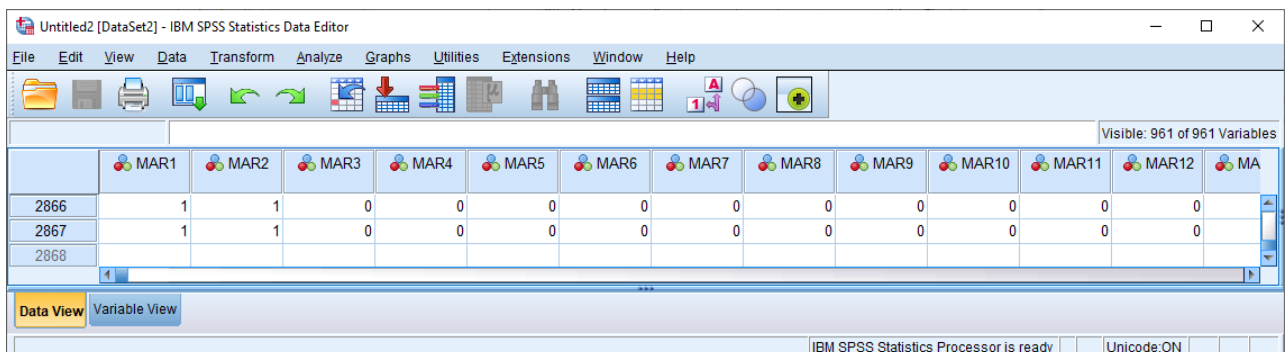 Untitled2 [DataSet2] - IBM SPSS Statistics Data Editor
File Edit View Data Transform Analyze Graphs Utilities Extensions Window Help
A
1
Visible: 961 of 961 Variables
MAR1 MAR2 MAR3 MAR4 MAR5 MAR6 MAR7 MAR8 MAR9 MAR10 MAR11 MAR12 MA
2866 1 1 0 0 0 0 0 0 0 0 0 0
2867 1 1 0 0 0 0 0 0 0 0 0 0
2868
Data View Variable View
IBM SPSS Statistics Processor is ready Unicode:ON